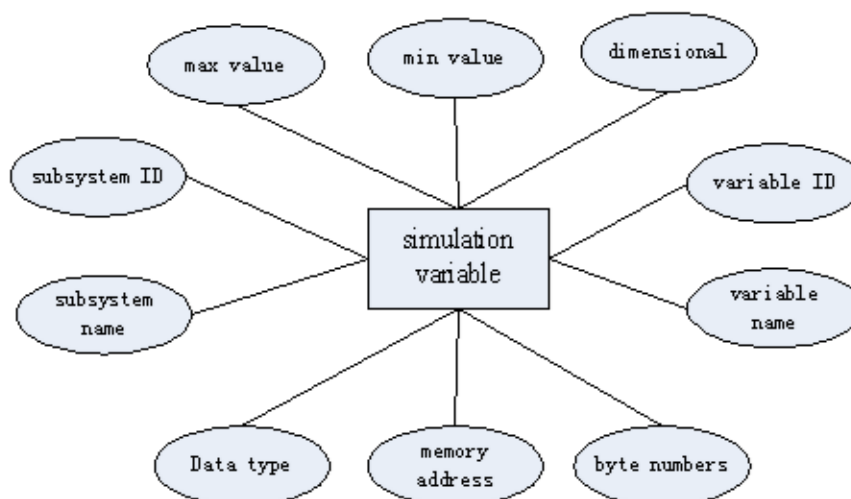 max value
min value
dimensional
subsystem ID
variable ID
simulation
variable
subsystem
name
variable
name
Data type
memory
address
byte numbers